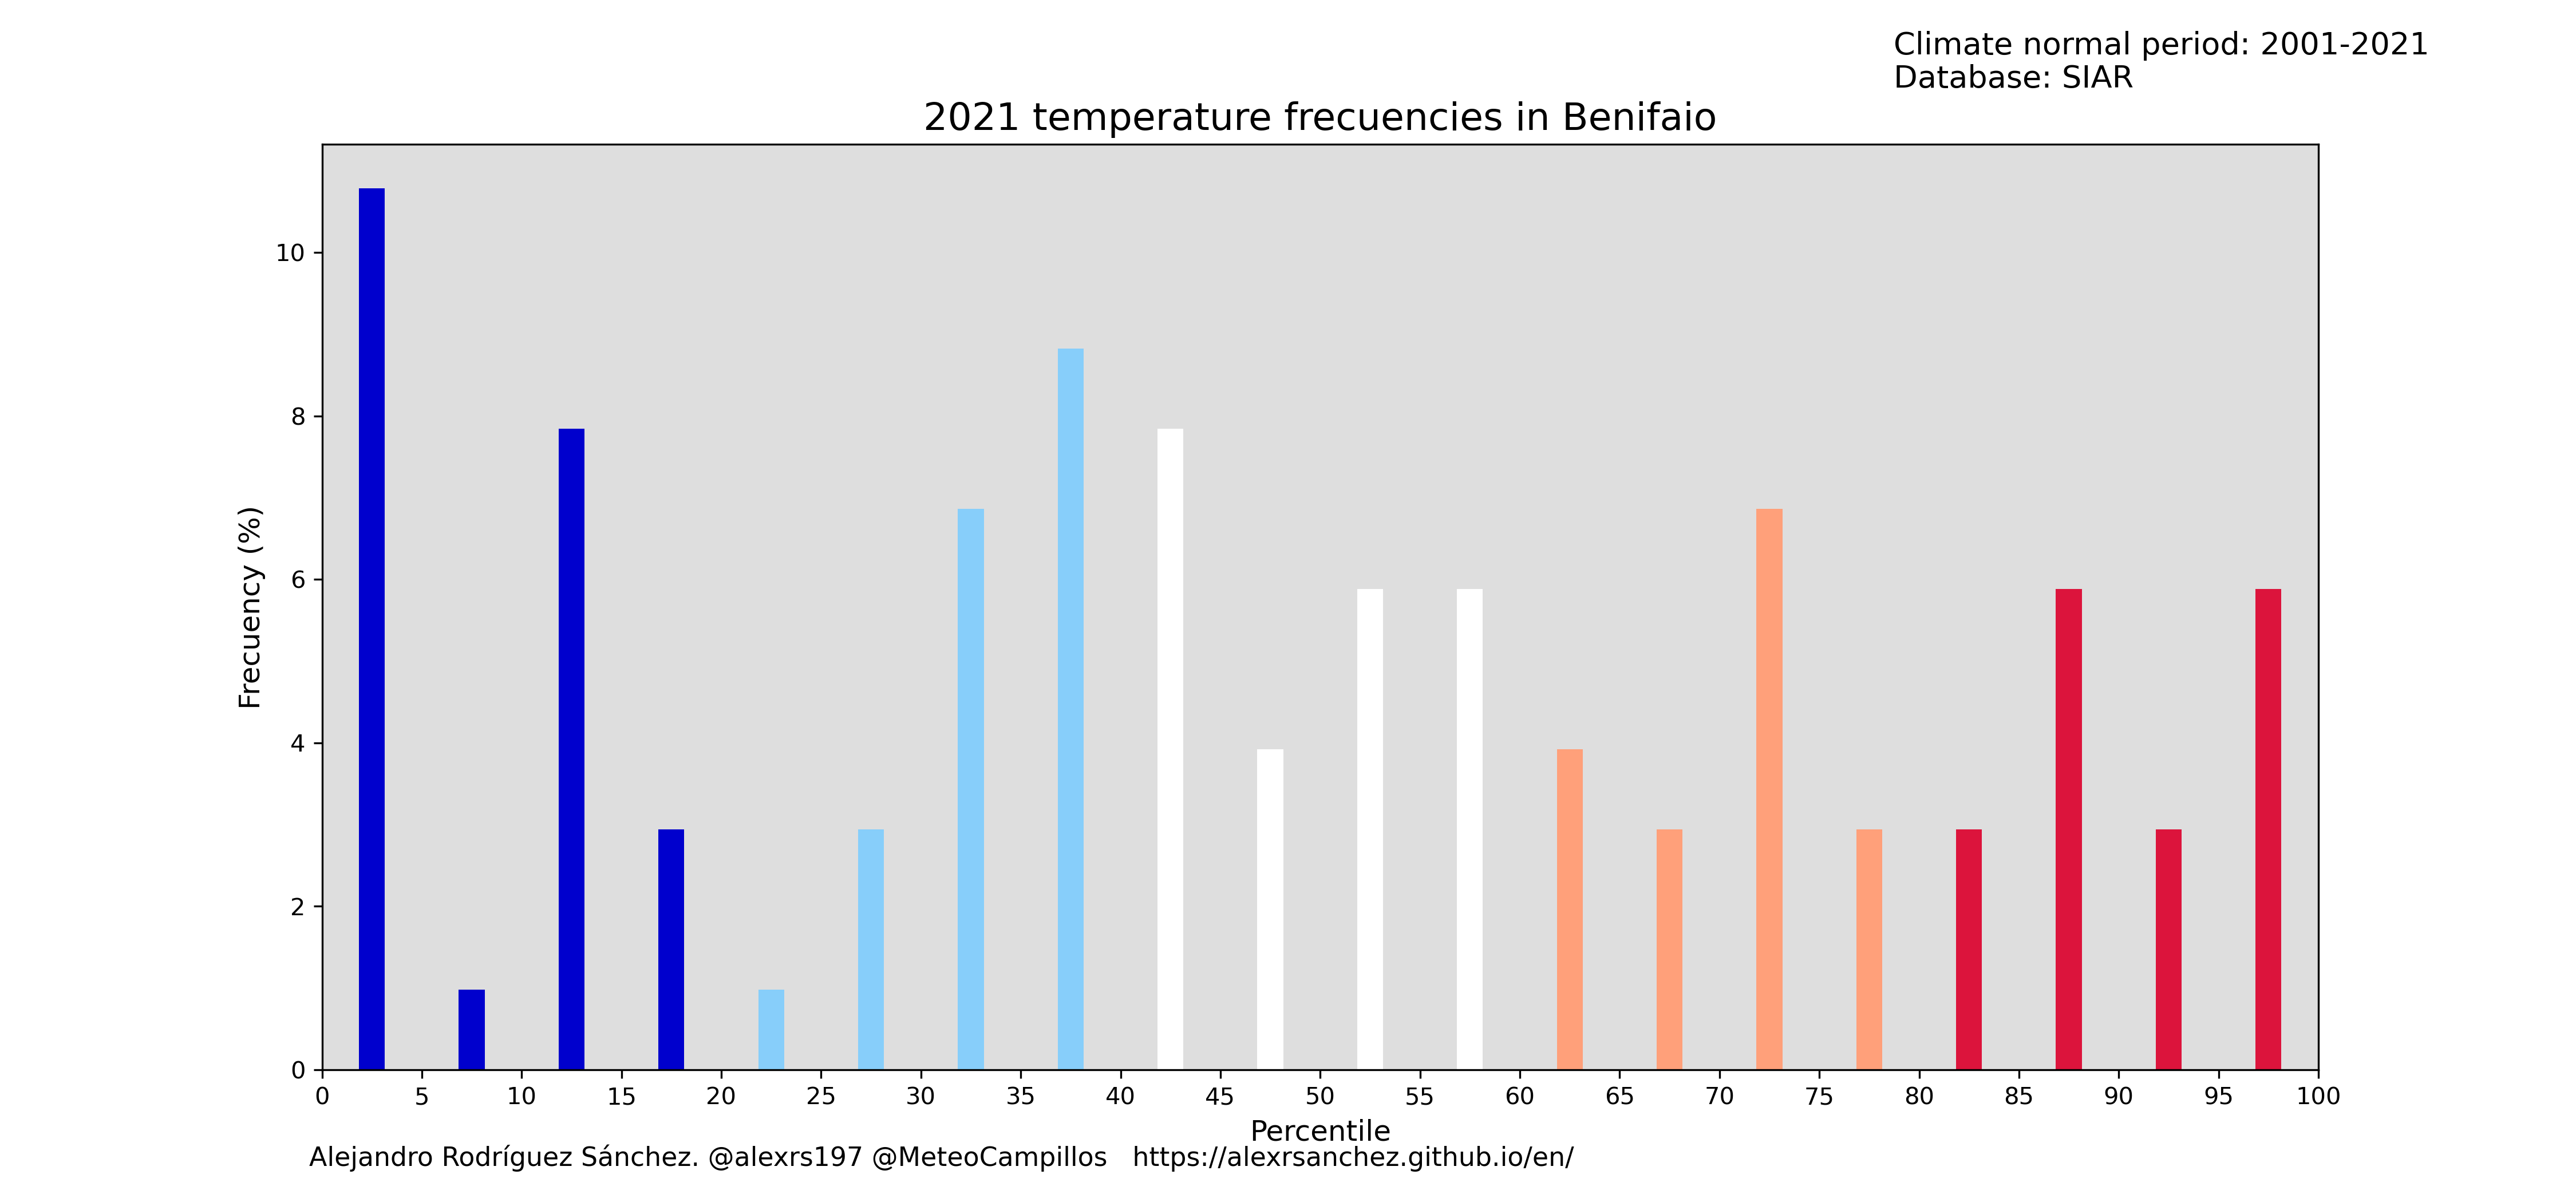 Climate normal period: 2001-2021
Database: SIAR
2021 temperature frecuencies in Benifaio
Frecuency (%)
10
8
6
4
2
0
0 5 10 15 20 25 30 35 40 45 50 55 60 65 70 75 80 85 90 95 100
Percentile
Alejandro Rodríguez Sánchez. @alexrs197 @MeteoCampillos https://alexrsanchez.github.io/en/